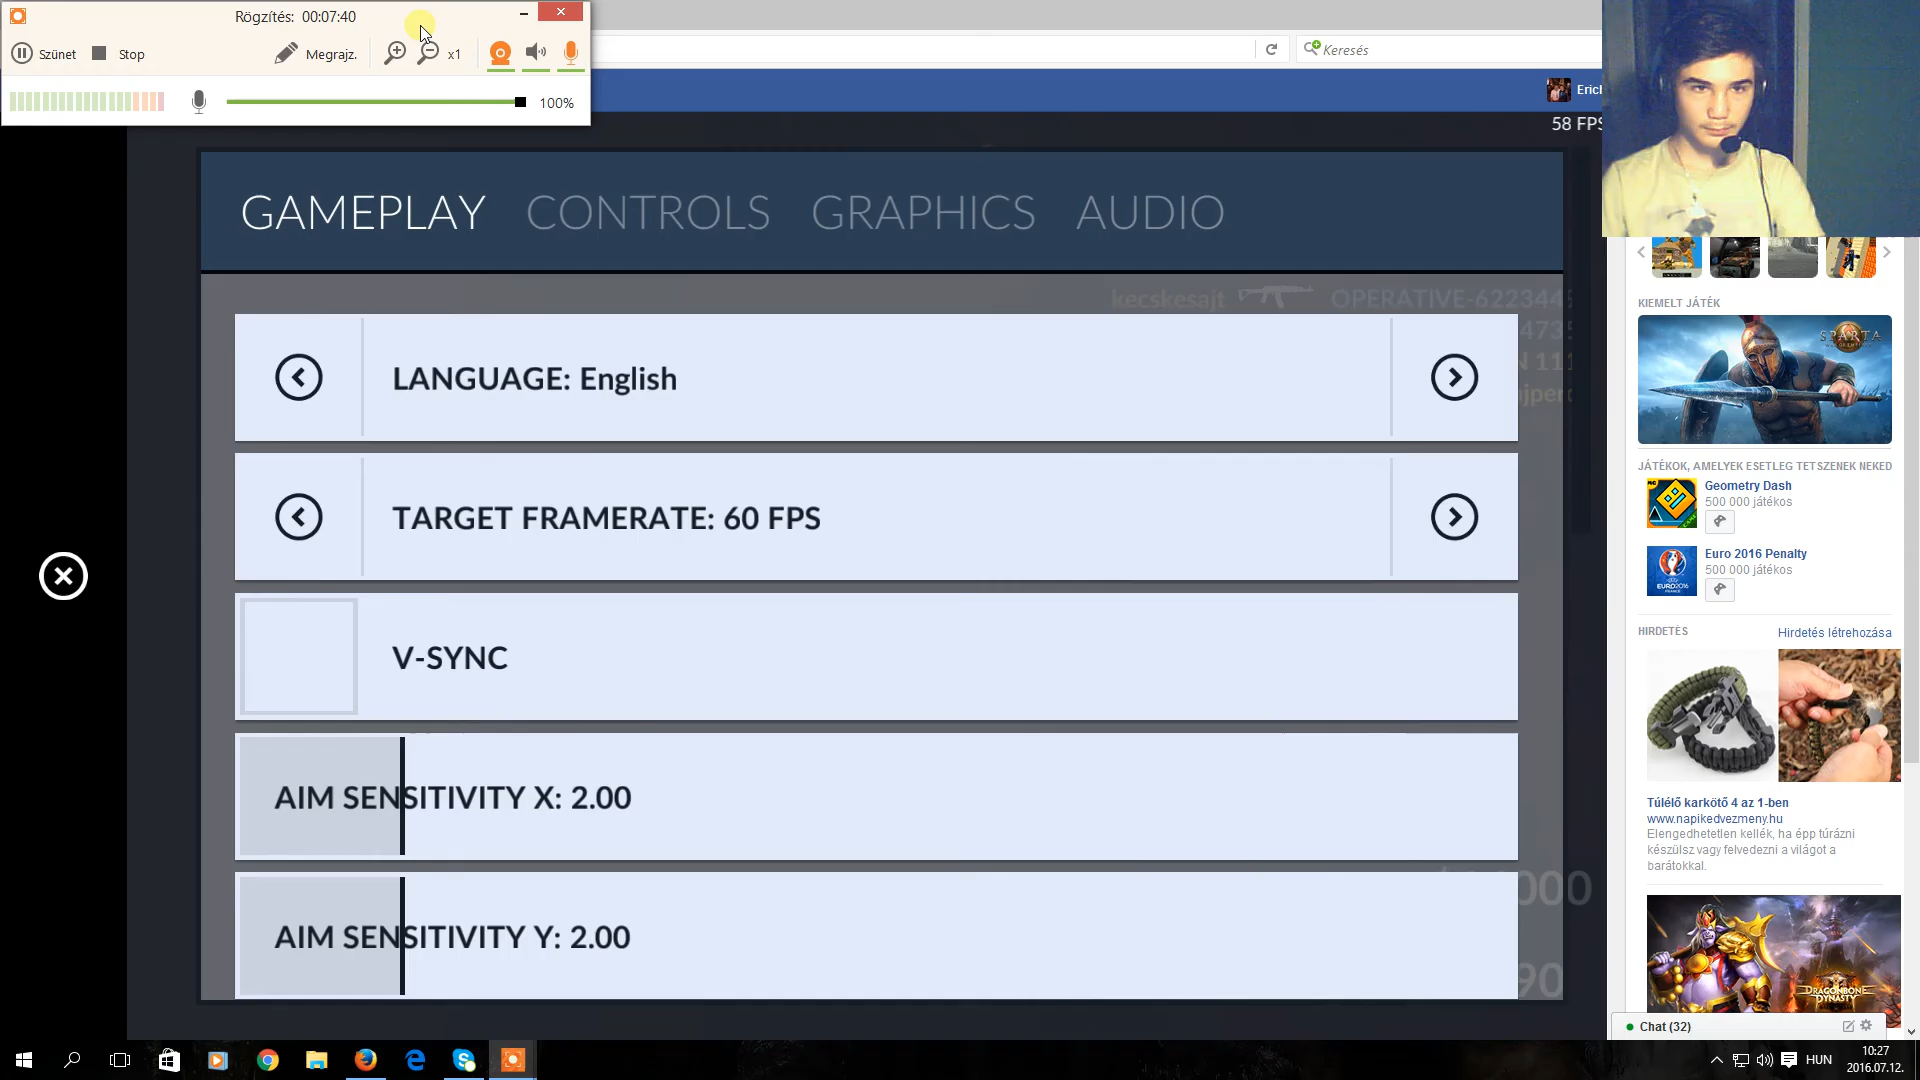 Rögzítés: 00:07:40
Szünet
Stop
Megrajz.
x1
100%
Keresés
58 FPS
GAMEPLAY
CONTROLS
GRAPHICS
AUDIO
kecskesajt
LANGUAGE: English
TARGET FRAMERATE: 60 FPS
V-SYNC
AIM SENSITIVITY X: 2.00
AIM SENSITIVITY Y: 2.00
KIEMELT JÁTÉK
SPARTA
JÁTÉKOK, AMELYEK ESETLEG TETSZENEK NEKED
Geometry Dash
500 000 játékos
Euro 2016 Penalty
500 000 játékos
HIRDETÉS
Hirdetés létrehozása
Túlélő karkötő 4 az 1-ben
www.napikedvezmeny.hu
Elengedhetetlen kellék, ha épp túrázni
készülsz vagy felvedezni a világot a
barátokkal.
DRAGONBONE
DYNASTY
Chat (32)
HUN
10:27
2016.07.12.